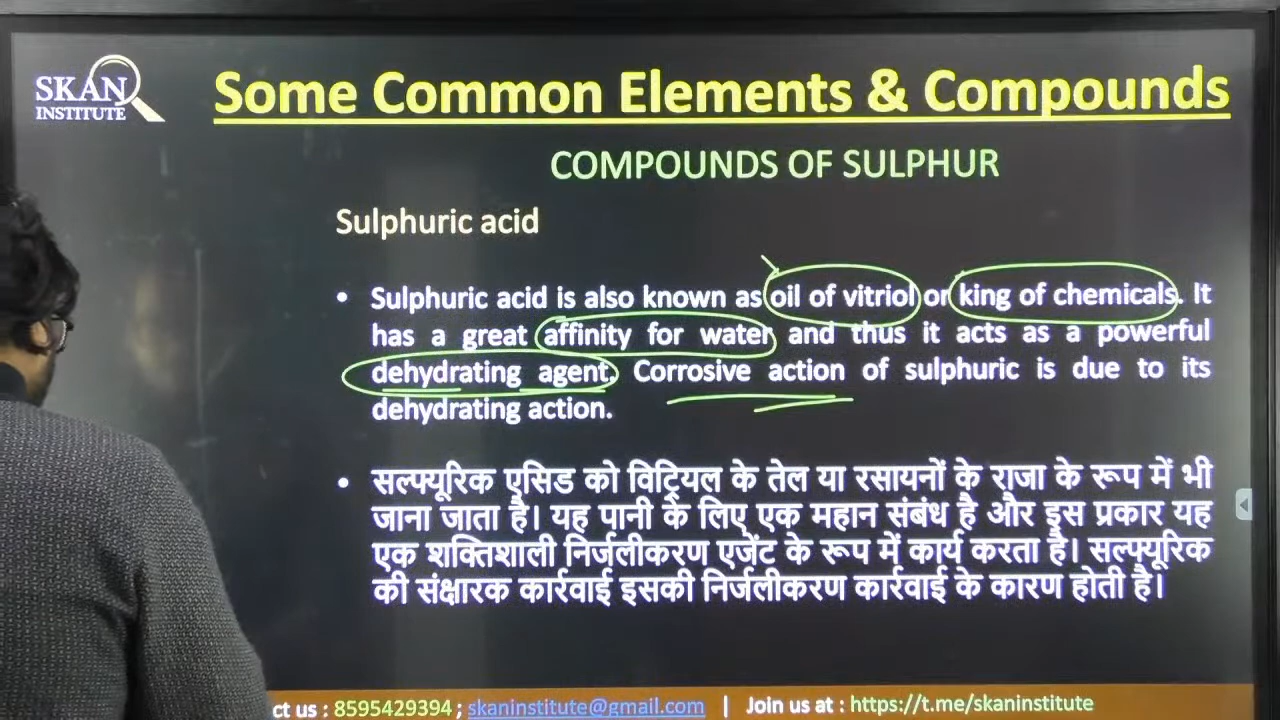 SKAN
INSTITUTE
Some Common Elements & Compounds
COMPOUNDS OF SULPHUR
Sulphuric acid
• Sulphuric acid is also known as oil of vitriol or king of chemicals. It
has a great affinity for water and thus it acts as a powerful
dehydrating agent. Corrosive action of sulphuric is due to its
dehydrating action.
• सल्फ्यूरिक एसिड को विट्रियल के तेल या रसायनों के राजा के रूप में भी
जाना जाता है। यह पानी के लिए एक महान संबंध है और इस प्रकार यह
एक शक्तिशाली निर्जलीकरण एजेंट के रूप में कार्य करता है। सल्फ्यूरिक
की संक्षारक कार्रवाई इसकी निर्जलीकरण कार्रवाई के कारण होती है।
ct us : 8595429394 ; skaninstitute@gmail.com | Join us at : https://t.me/skaninstitute